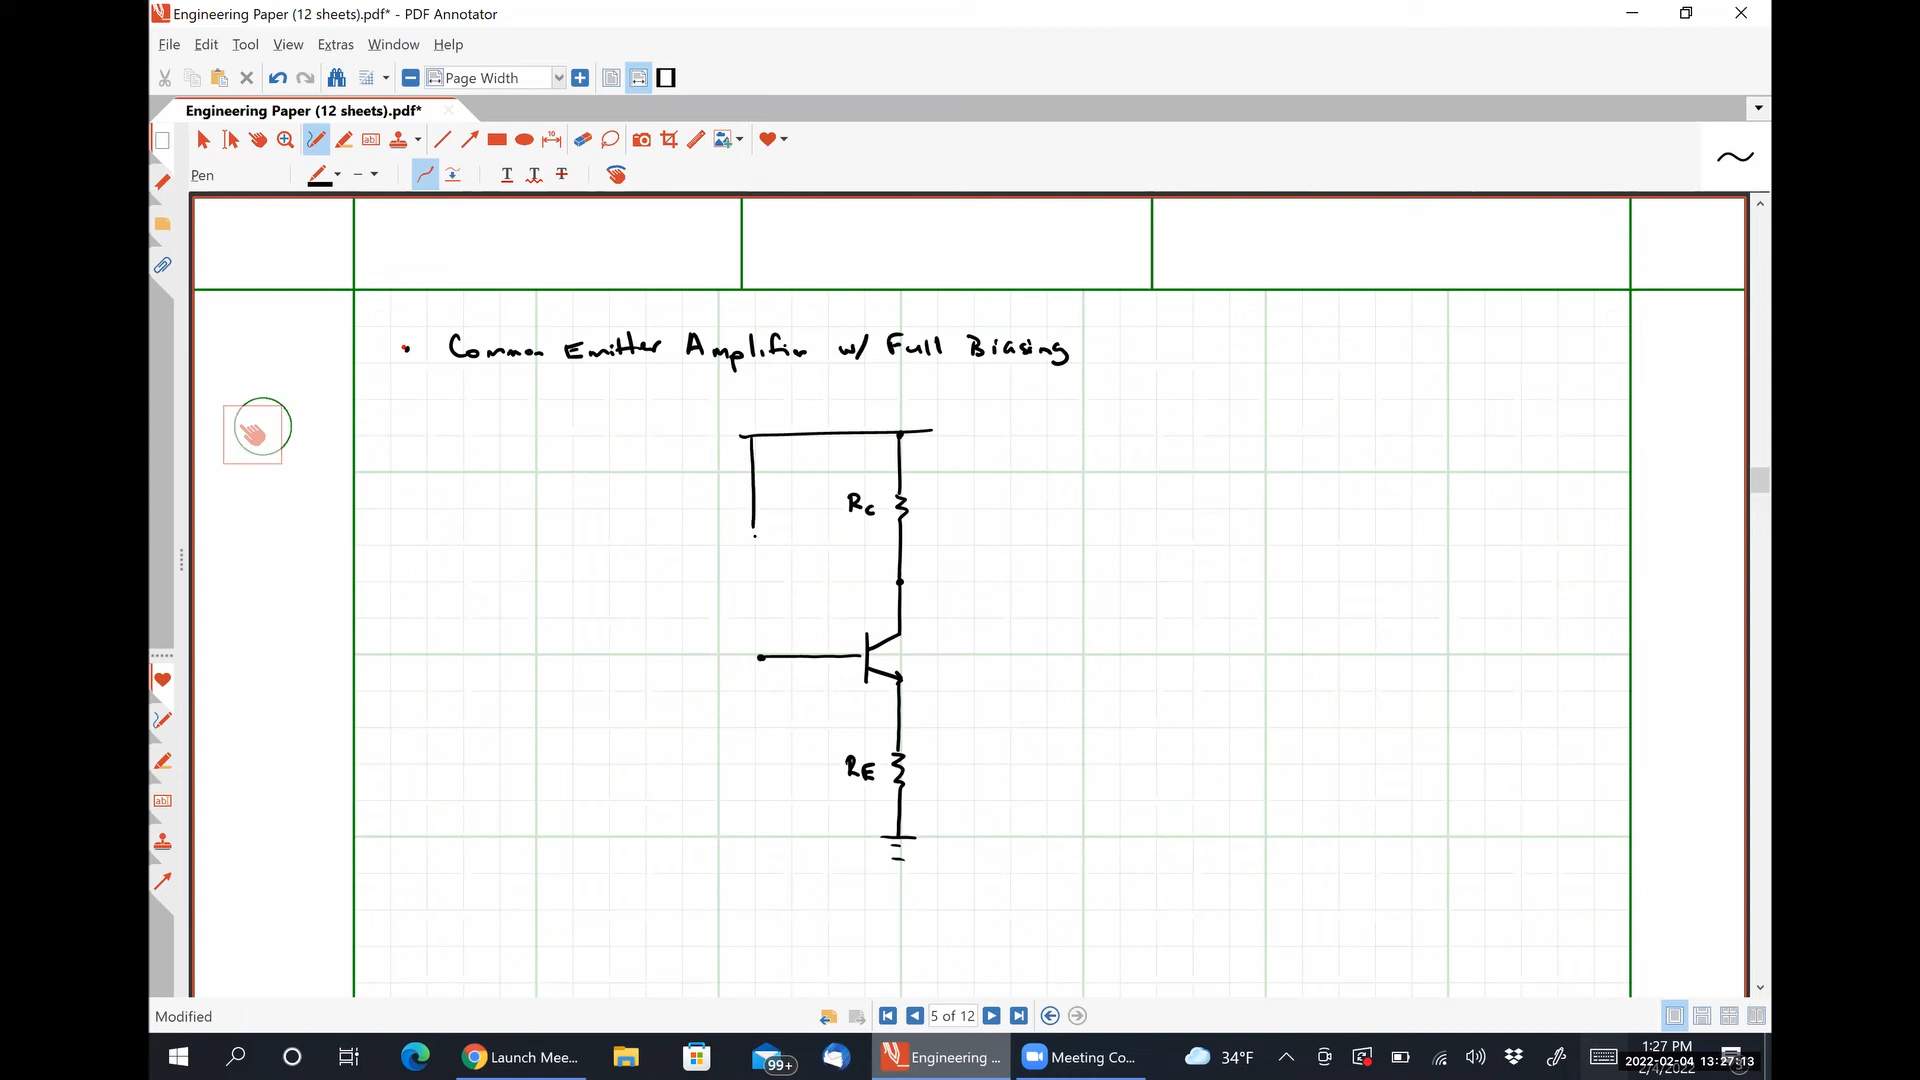 Engineering Paper (12 sheets).pdf* - PDF Annotator
File Edit Tool View Extras Window Help
Page Width
Engineering Paper (12 sheets).pdf*
Pen
• Common Emitter Amplifier w/ Full Biasing
RC
RE
Modified
5 of 12
Launch Mee...
99+
Engineering ...
Meeting Co...
34°F
1:27 PM
2022-02-04 13:27:13